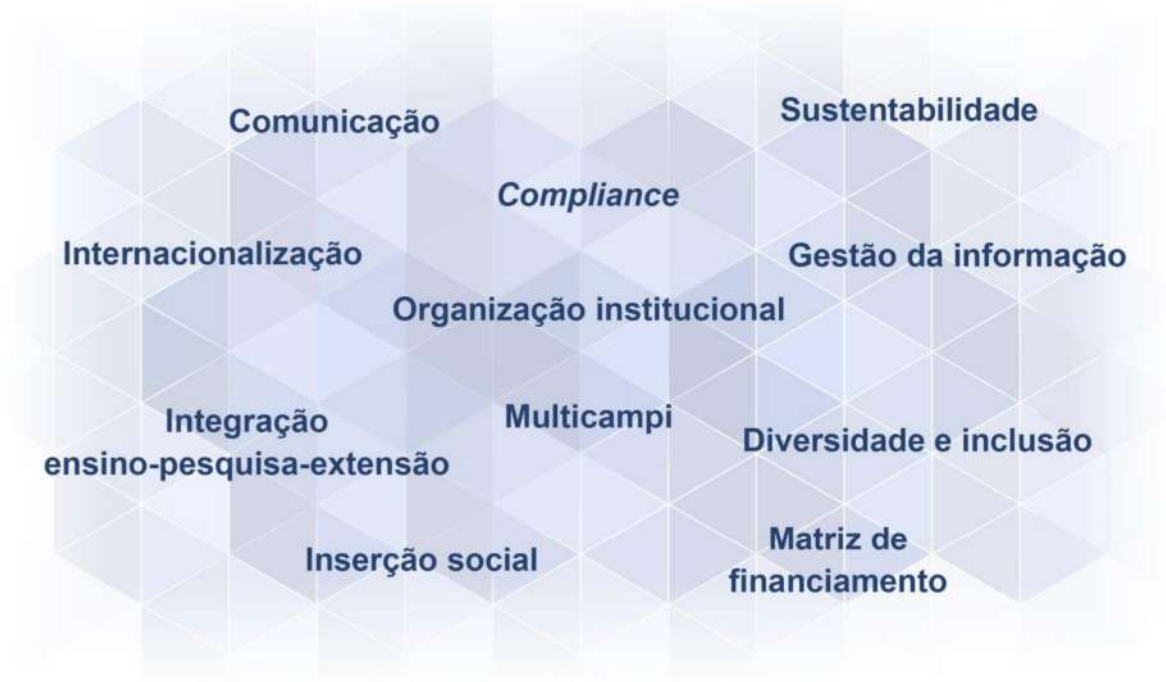 Comunicação
Sustentabilidade
Compliance
Internacionalização
Gestão da informação
Organização institucional
Integração
ensino-pesquisa-extensão
Multicampi
Diversidade e inclusão
Inserção social
Matriz de
financiamento